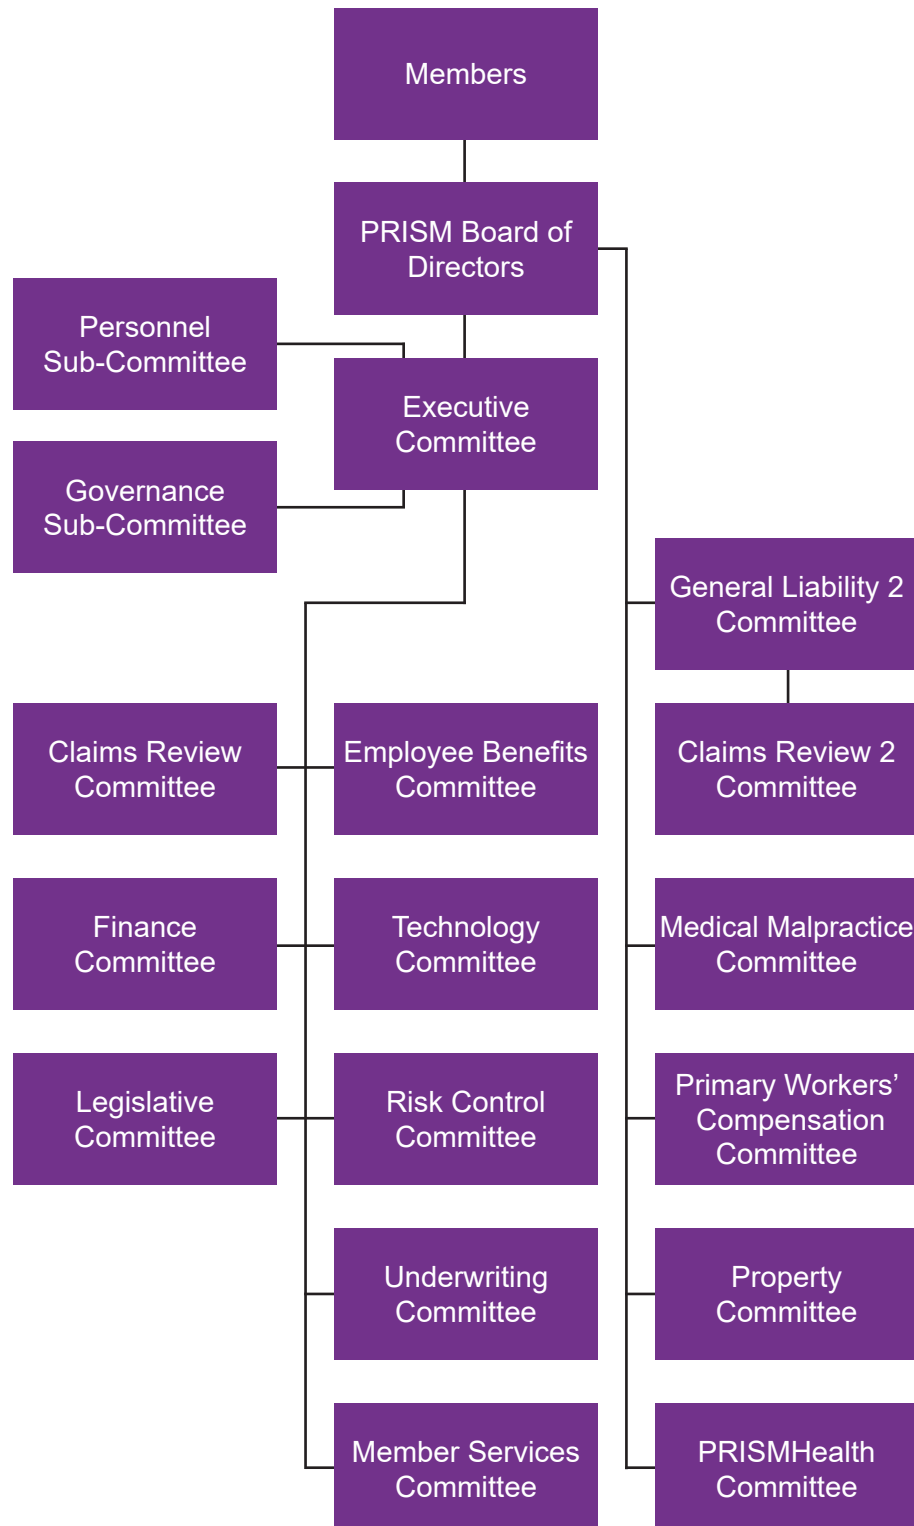 Members
PRISM Board of
Directors
Personnel
Sub-Committee
Executive
Committee
Governance
Sub-Committee
General Liability 2
Committee
Claims Review
Committee
Employee Benefits
Committee
Claims Review 2
Committee
Finance
Committee
Technology
Committee
Medical Malpractice
Committee
Legislative
Committee
Risk Control
Committee
Primary Workers’
Compensation
Committee
Underwriting
Committee
Property
Committee
Member Services
Committee
PRISMHealth
Committee